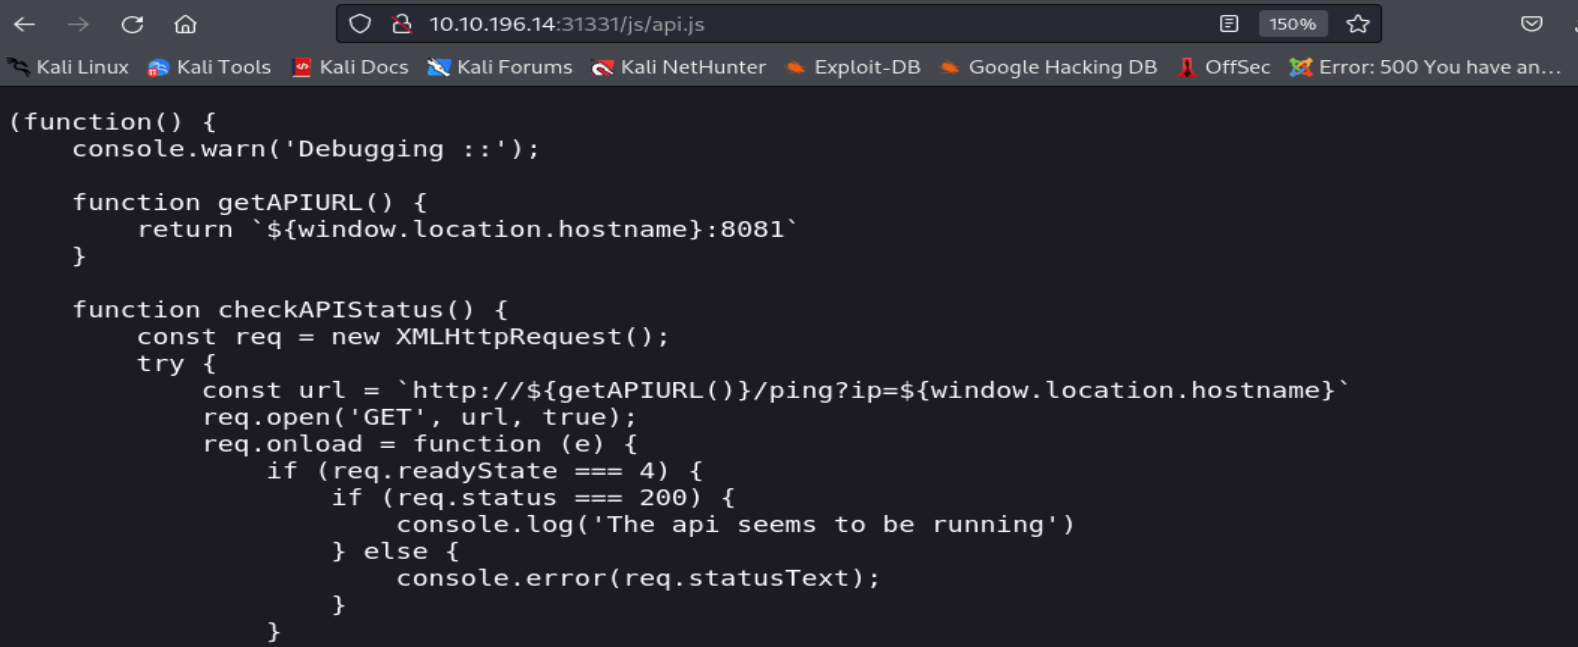 10.10.196.14:31331/js/api.js 150%
Kali Linux Kali Tools Kali Docs Kali Forums Kali NetHunter Exploit-DB Google Hacking DB OffSec Error: 500 You have an...
(function() {
    console.warn('Debugging ::');

    function getAPIURL() {
        return `${window.location.hostname}:8081`
    }

    function checkAPIStatus() {
        const req = new XMLHttpRequest();
        try {
            const url = `http://${getAPIURL()}/ping?ip=${window.location.hostname}`
            req.open('GET', url, true);
            req.onload = function (e) {
                if (req.readyState === 4) {
                    if (req.status === 200) {
                        console.log('The api seems to be running')
                    } else {
                        console.error(req.statusText);
                    }
                }